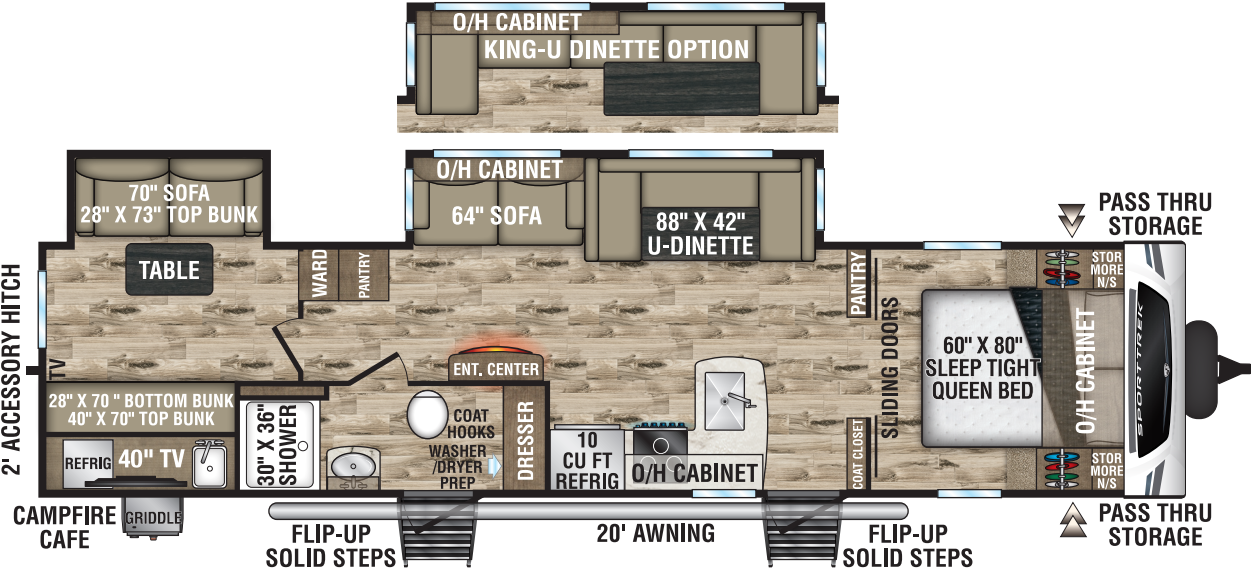 O/H CABINET
KING-U DINETTE OPTION
O/H CABINET
70" SOFA
28" X 73" TOP BUNK
64" SOFA
88" X 42"
U-DINETTE
PASS THRU
STORAGE
TABLE
WARD
PANTRY
PANTRY
SLIDING DOORS
STOR
MORE
N/S
2' ACCESSORY HITCH
TV
ENT. CENTER
60" X 80"
SLEEP TIGHT
QUEEN BED
O/H CABINET
SPORTTREK
28" X 70 " BOTTOM BUNK
40" X 70" TOP BUNK
30" X 36"
SHOWER
COAT
HOOKS
WASHER
/DRYER
PREP
DRESSER
REFRIG
40" TV
10
CU FT
REFRIG
O/H CABINET
COAT CLOSET
STOR
MORE
N/S
CAMPFIRE
CAFE
GRIDDLE
FLIP-UP
SOLID STEPS
20' AWNING
FLIP-UP
SOLID STEPS
PASS THRU
STORAGE